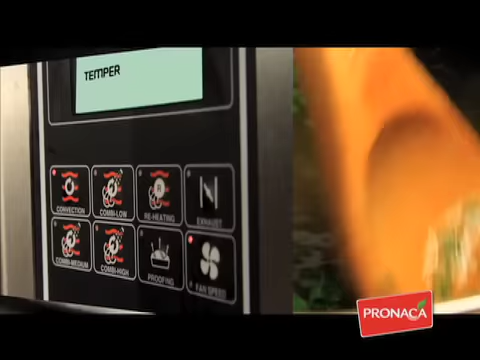 TEMPER
CONVECTION
COMBI-LOW
RE-HEATING
R
EXHAUST
COMBI-MEDIUM
COMBI-HIGH
PROOFING
FAN SPEED
PRONACA